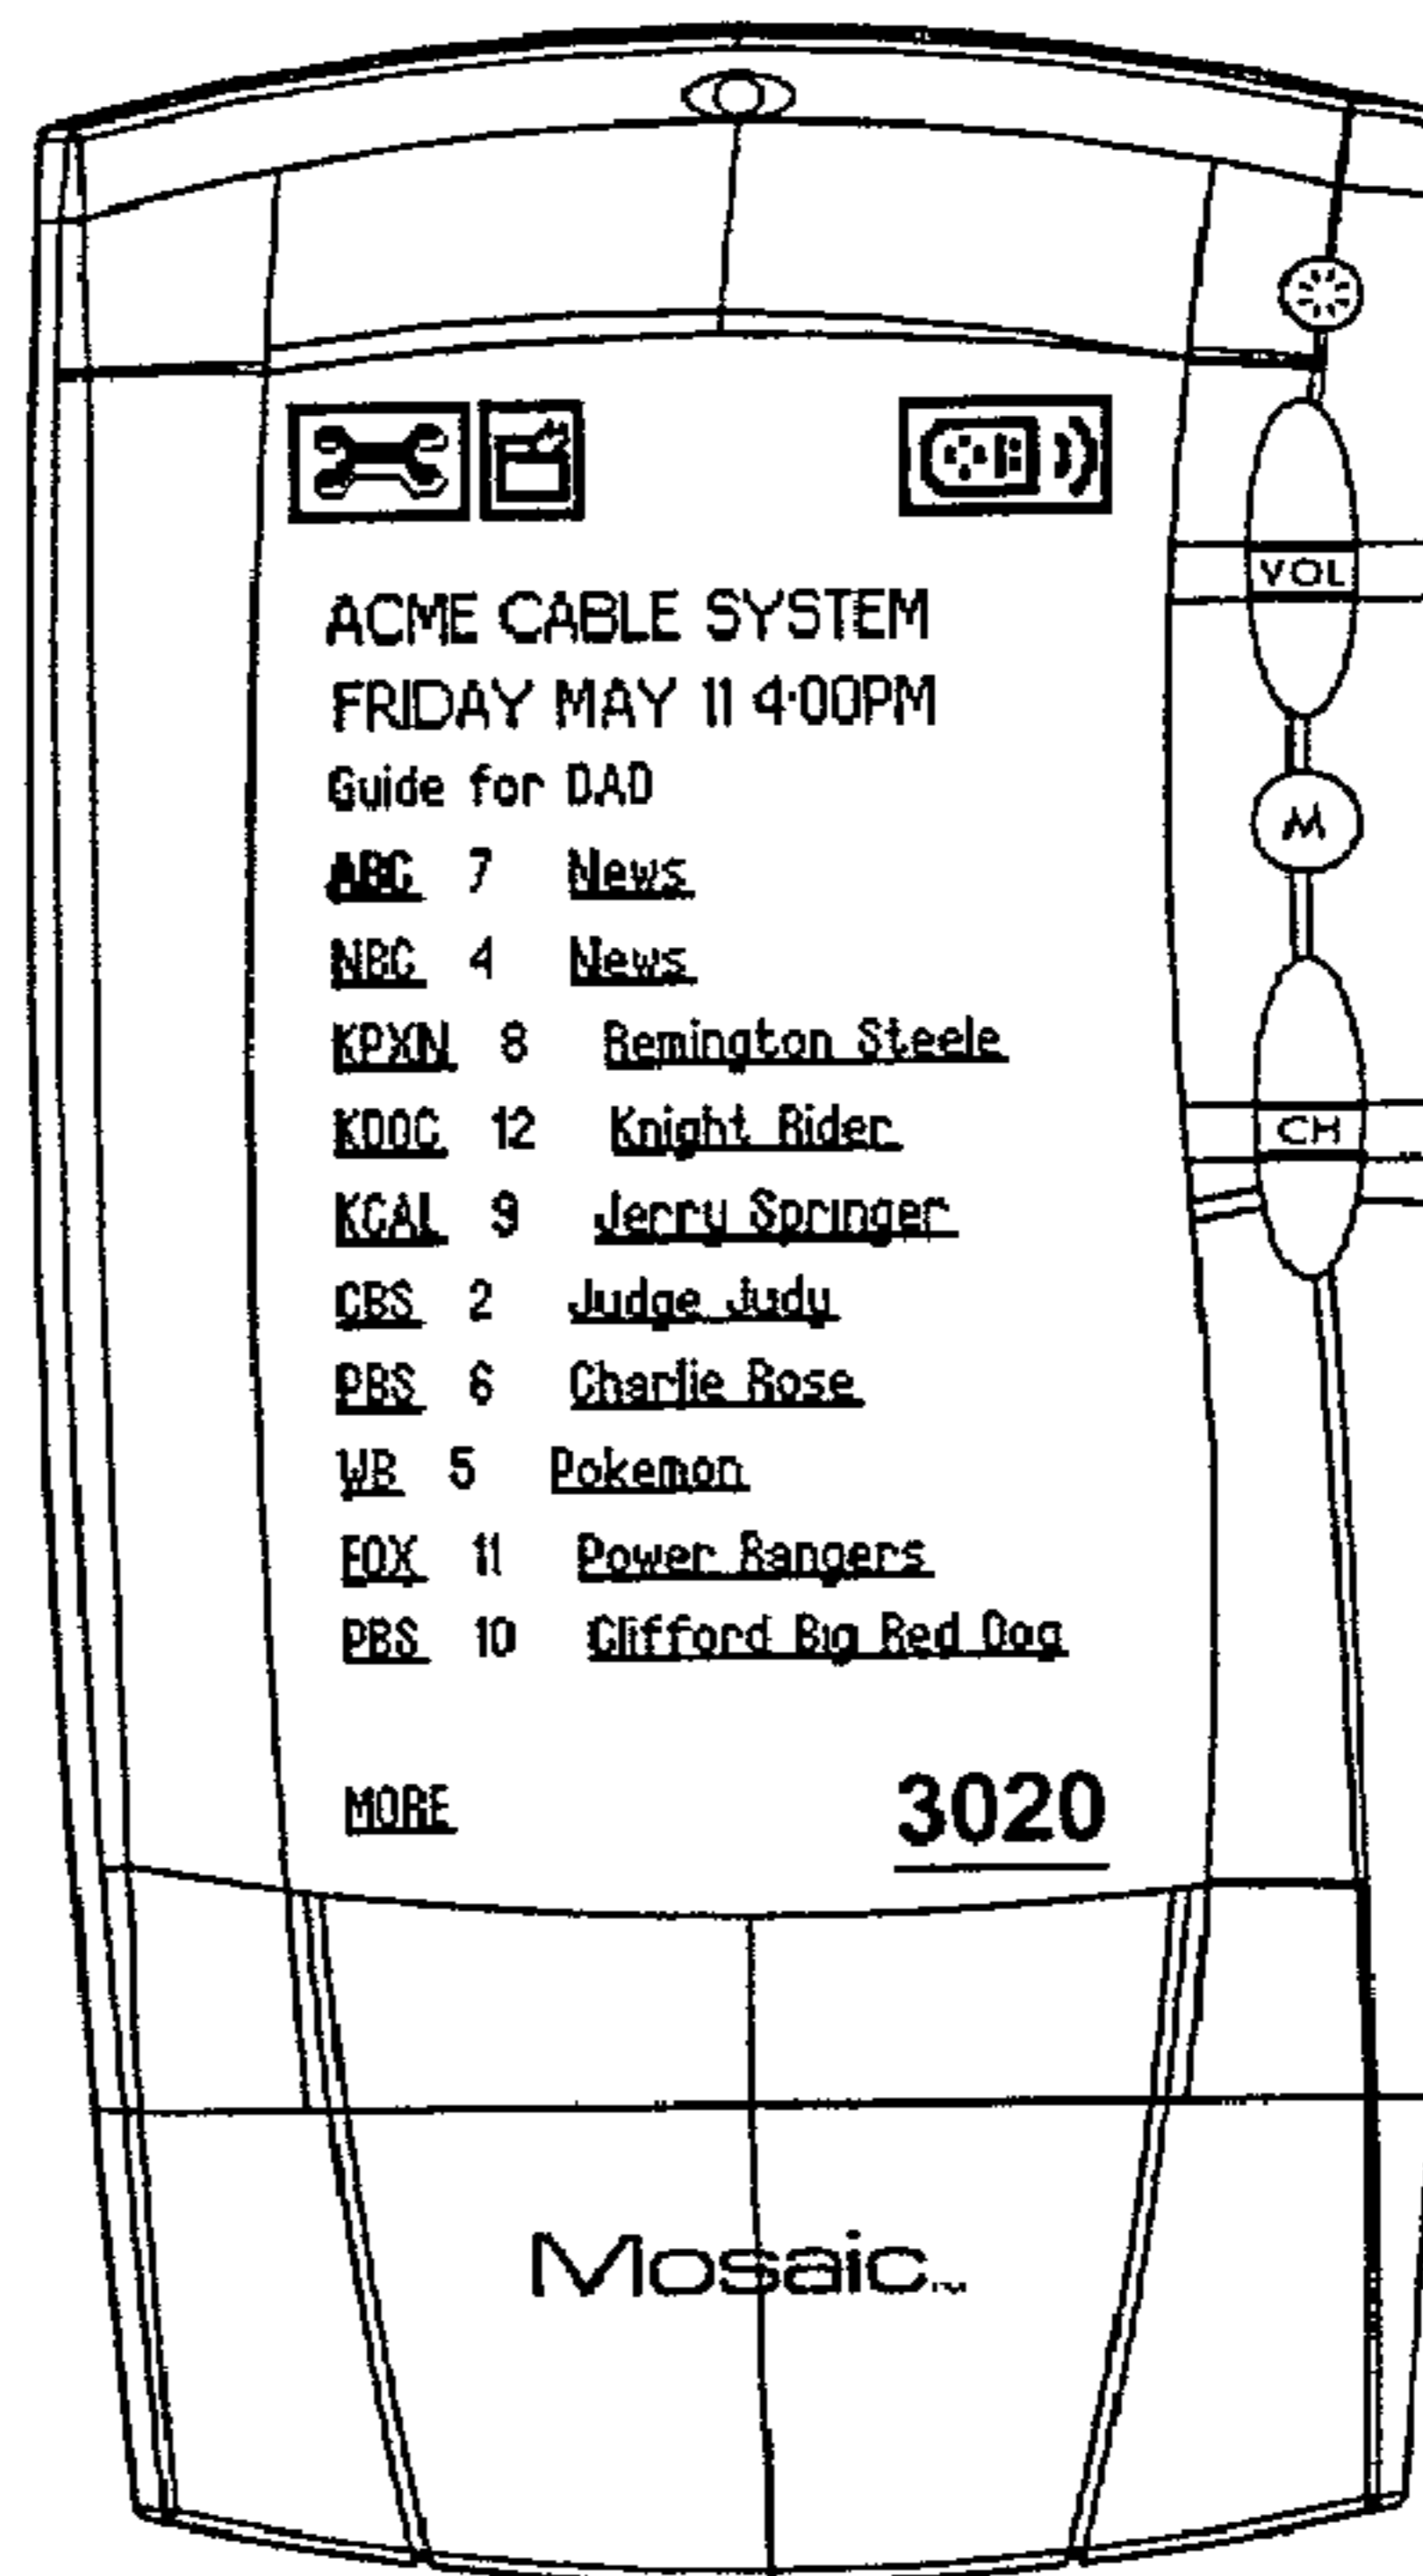 ACME CABLE SYSTEM
FRIDAY MAY 11 4:00PM
Guide for DAD
ABC 7 News
NBC 4 News
KPXN 8 Remington Steele
KDOC 12 Knight Rider
KCAL 9 Jerry Springer
CBS 2 Judge Judy
PBS 6 Charlie Rose
WB 5 Pokemon
FOX 11 Power Rangers
PBS 10 Clifford Big Red Dog
MORE 3020
VOL
M
CH
Mosaic™